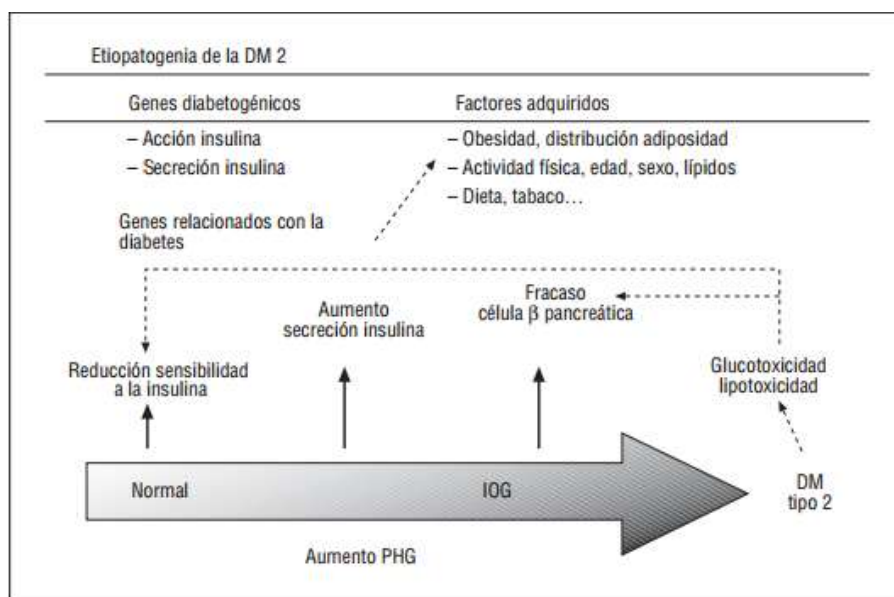 Etiopatogenia de la DM 2
Genes diabetogénicos
Factores adquiridos
– Acción insulina
– Secreción insulina
– Obesidad, distribución adiposidad
– Actividad física, edad, sexo, lípidos
– Dieta, tabaco…
Genes relacionados con la
diabetes
Reducción sensibilidad
a la insulina
Aumento
secreción insulina
Fracaso
célula β pancreática
Glucotoxicidad
lipotoxicidad
Normal
IOG
DM
tipo 2
Aumento PHG